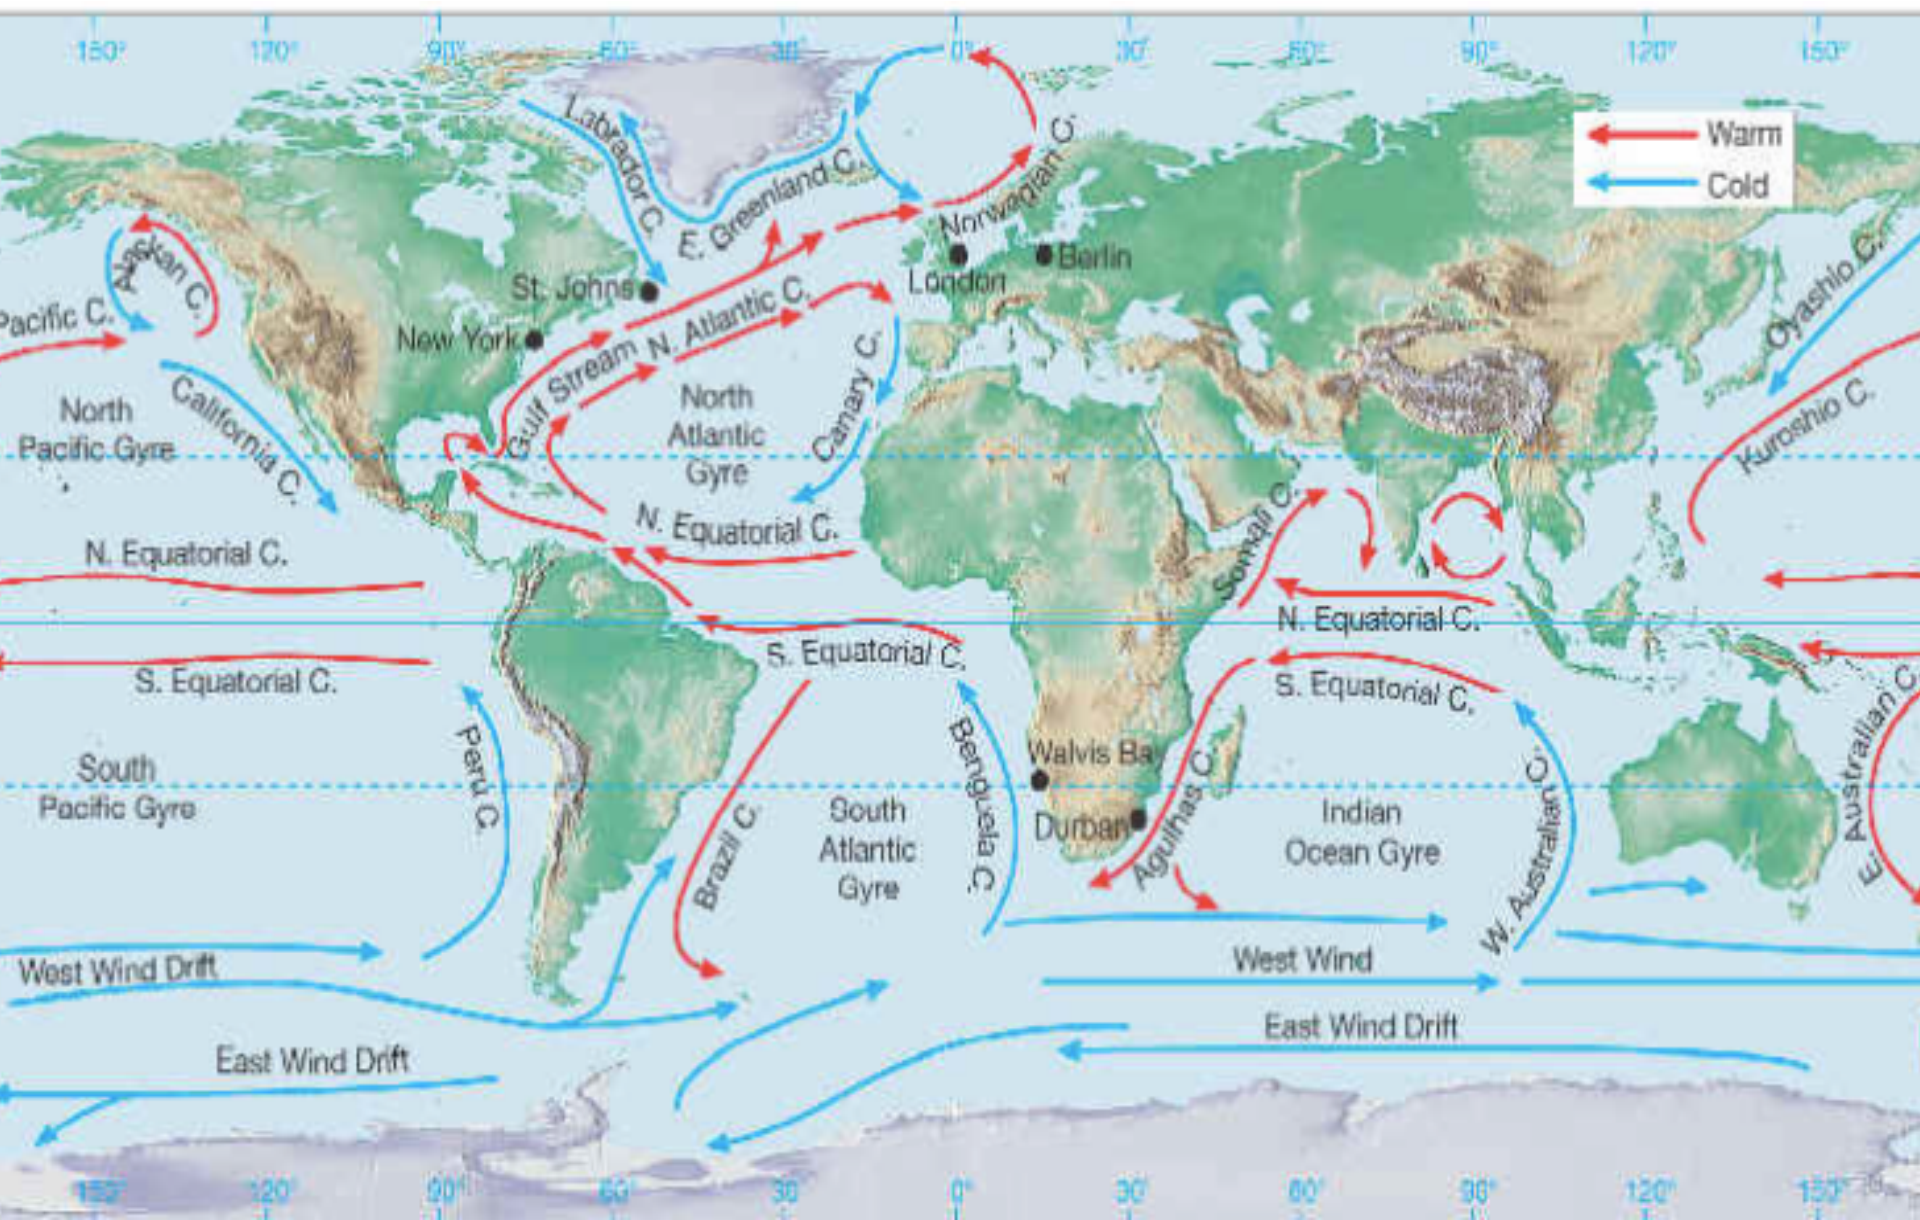 150° 120° 90° 60° 30° 0° 30° 60° 90° 120° 150°
Warm
Cold
Labrador C.
E. Greenland C.
Norwegian C.
Alaskan C.
Pacific C.
St. Johns
New York
London
Berlin
Oyashio C.
Kuroshio C.
Gulf Stream
N. Atlantic C.
Canary C.
North
Pacific Gyre
California C.
North
Atlantic
Gyre
N. Equatorial C.
N. Equatorial C.
Somali C.
N. Equatorial C.
S. Equatorial C.
S. Equatorial C.
S. Equatorial C.
Peru C.
South
Pacific Gyre
Brazil C.
South
Atlantic
Gyre
Benguela C.
Walvis Ba
Durban
Agulhas C.
Indian
Ocean Gyre
W. Australian C.
E. Australian C.
West Wind Drift
West Wind
East Wind Drift
East Wind Drift
150° 120° 90° 60° 30° 0° 30° 60° 90° 120° 150°